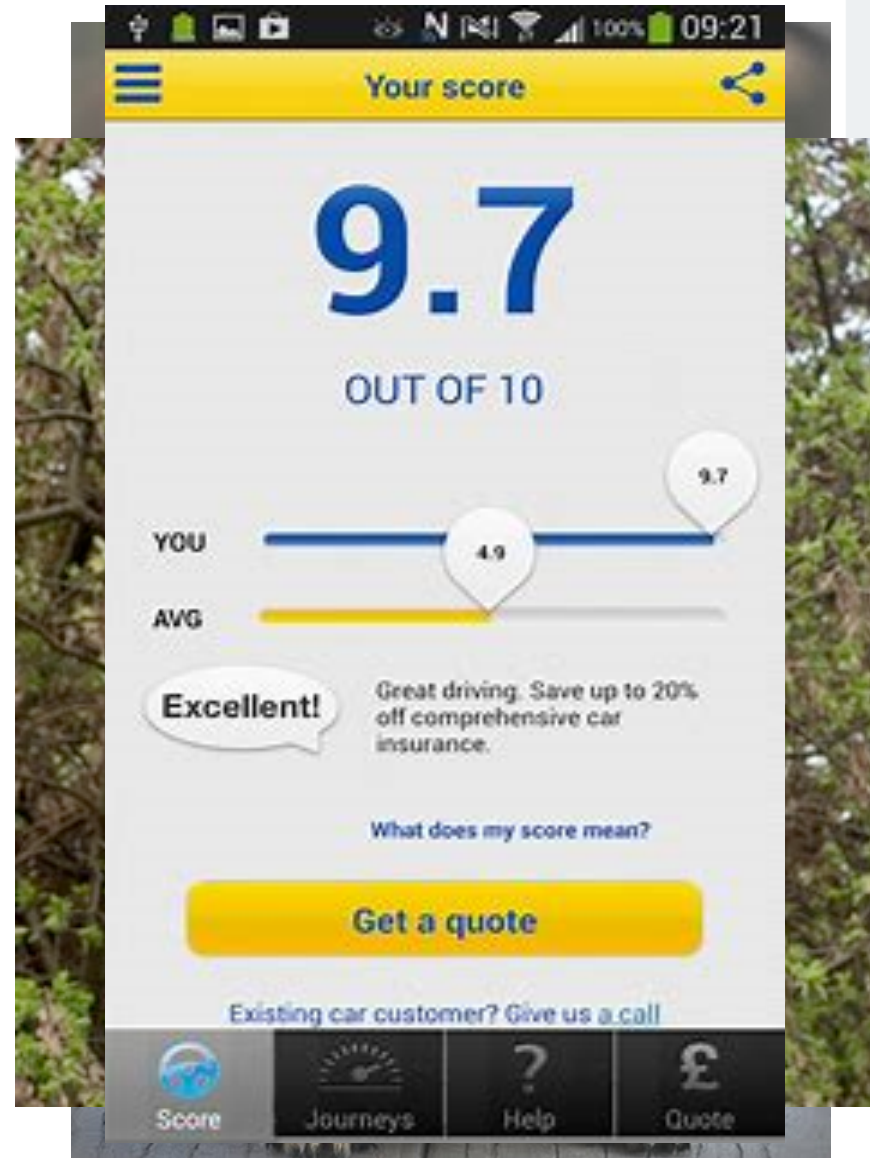 100% 09:21
Your score
9.7
OUT OF 10
9.7
YOU
4.9
AVG
Excellent!
Great driving. Save up to 20%
off comprehensive car
insurance.
What does my score mean?
Get a quote
Existing car customer? Give us a call
Score Journeys Help Quote